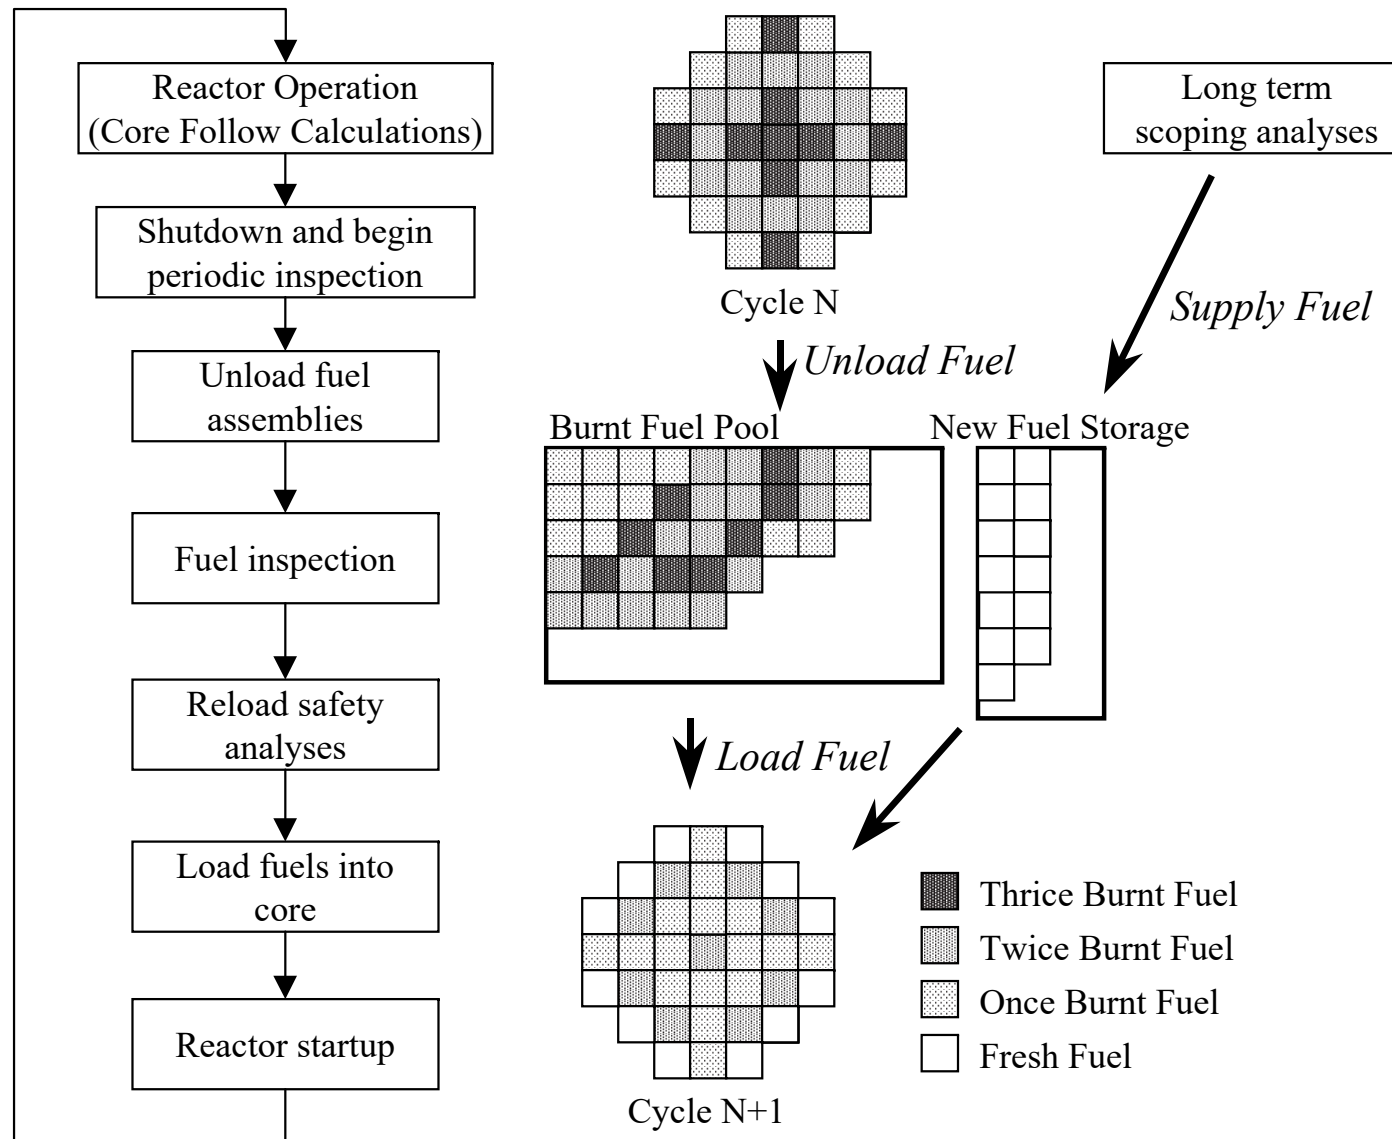 Reactor Operation
(Core Follow Calculations)
Shutdown and begin
periodic inspection
Unload fuel
assemblies
Fuel inspection
Reload safety
analyses
Load fuels into
core
Reactor startup
Cycle N
Unload Fuel
Long term
scoping analyses
Supply Fuel
Burnt Fuel Pool
New Fuel Storage
Load Fuel
Cycle N+1
Thrice Burnt Fuel
Twice Burnt Fuel
Once Burnt Fuel
Fresh Fuel